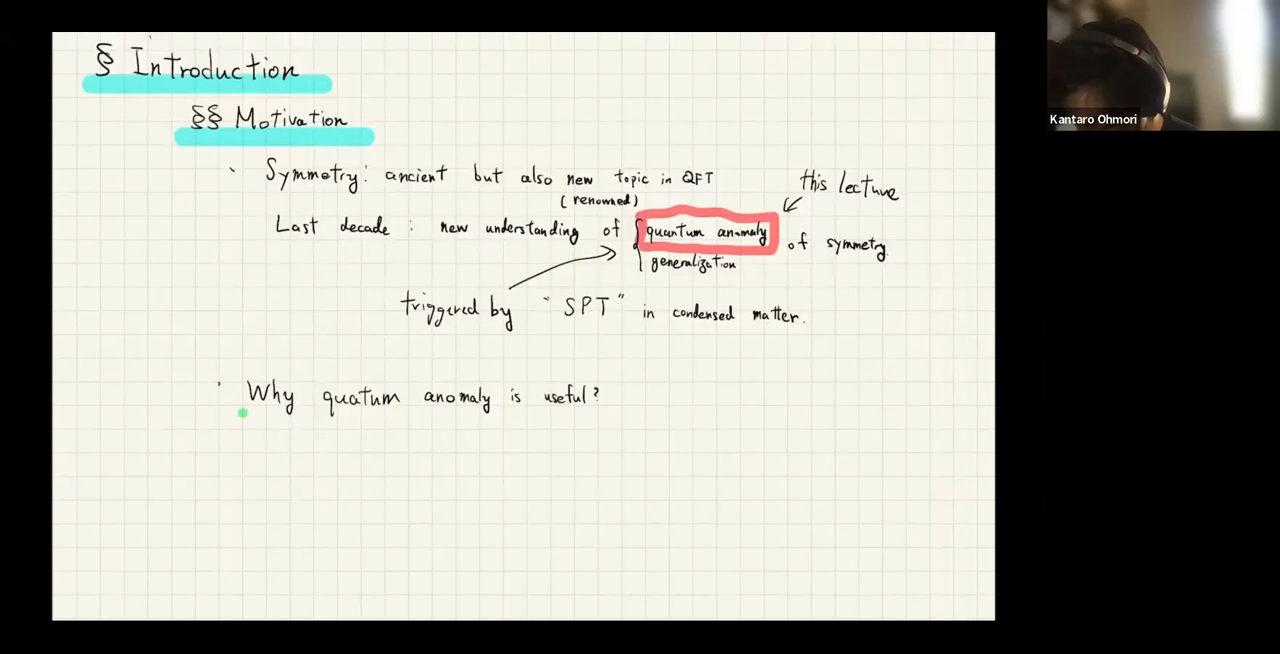 § Introduction
§§ Motivation
· Symmetry: ancient but also new topic in QFT
(renowned)
this lecture
Last decade : new understanding of { quantum anomaly
generalization
of symmetry.
triggered by "SPT" in condensed matter.
· Why quatum anomaly is useful?
Kantaro Ohmori